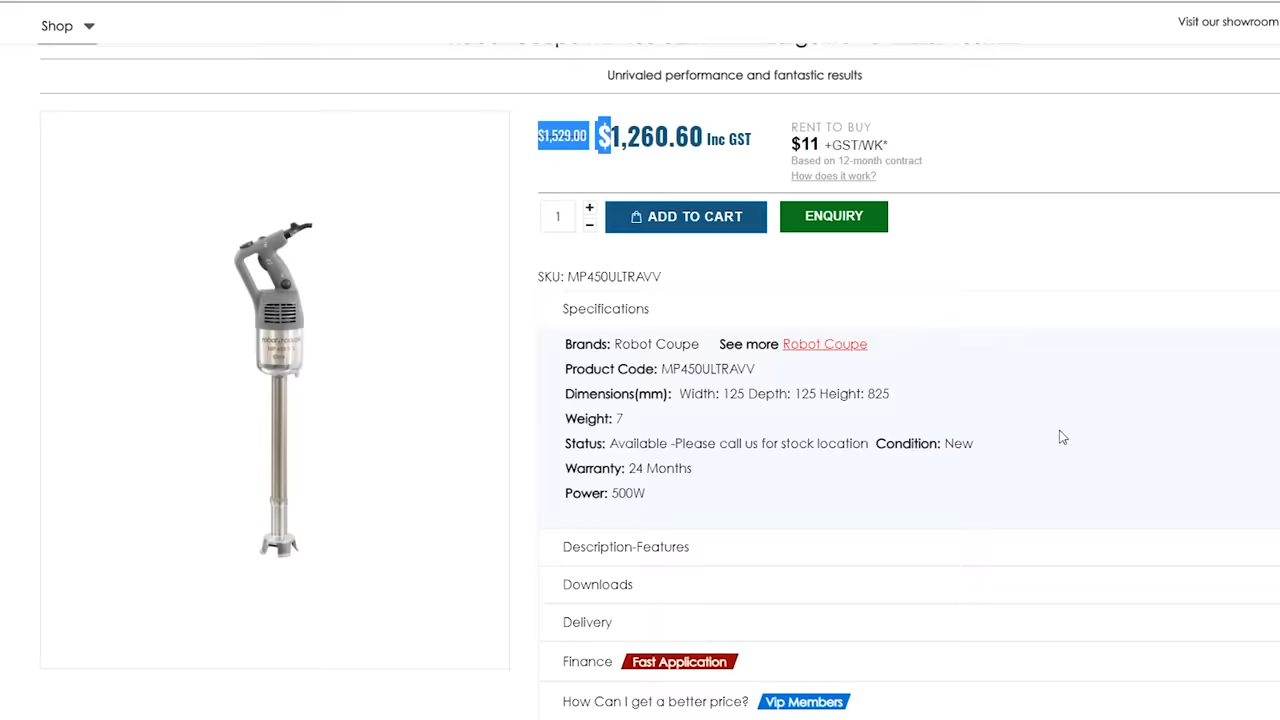 Shop
Visit our showroom
Unrivaled performance and fantastic results
$1,529.00 $1,260.60 Inc GST
RENT TO BUY
$11 +GST/WK*
Based on 12-month contract
How does it work?
1 + -
ADD TO CART
ENQUIRY
SKU: MP450ULTRAVV
Specifications
Brands: Robot Coupe See more Robot Coupe
Product Code: MP450ULTRAVV
Dimensions(mm): Width: 125 Depth: 125 Height: 825
Weight: 7
Status: Available -Please call us for stock location Condition: New
Warranty: 24 Months
Power: 500W
Description-Features
Downloads
Delivery
Finance Fast Application
How Can I get a better price? Vip Members